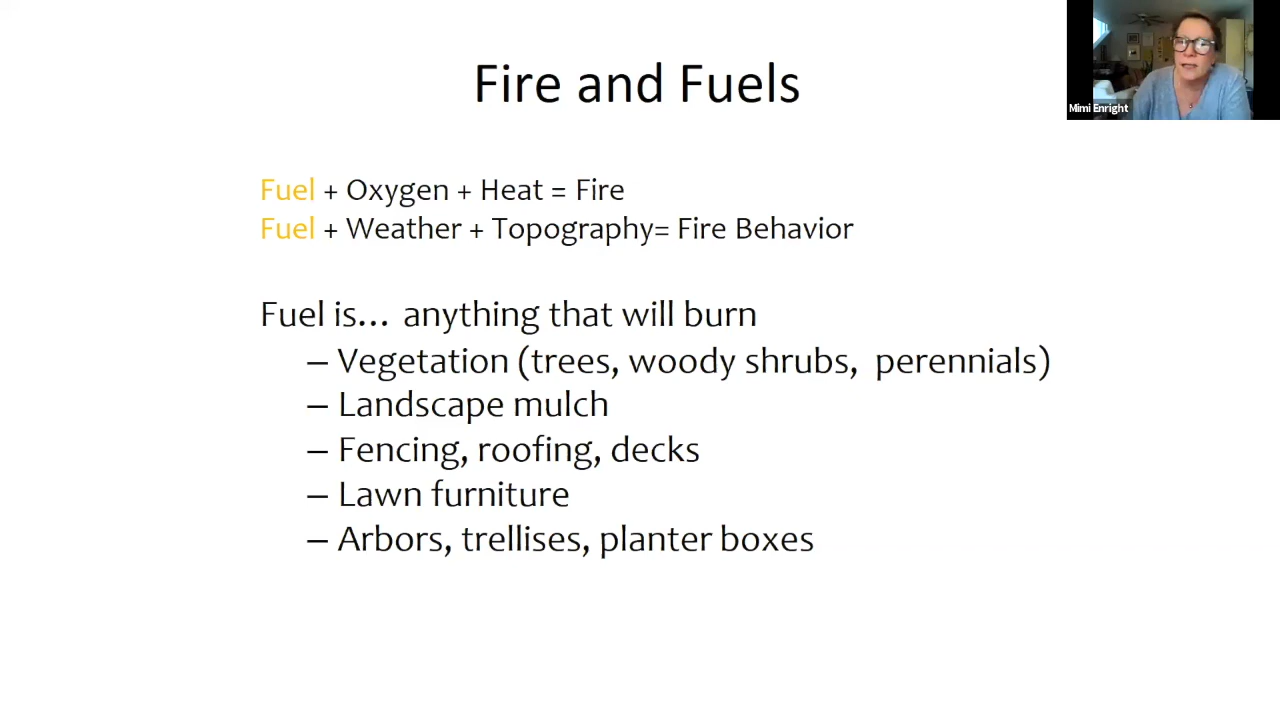 Fire and Fuels
Mimi Enright
Fuel + Oxygen + Heat = Fire
Fuel + Weather + Topography= Fire Behavior
Fuel is... anything that will burn
– Vegetation (trees, woody shrubs, perennials)
– Landscape mulch
– Fencing, roofing, decks
– Lawn furniture
– Arbors, trellises, planter boxes